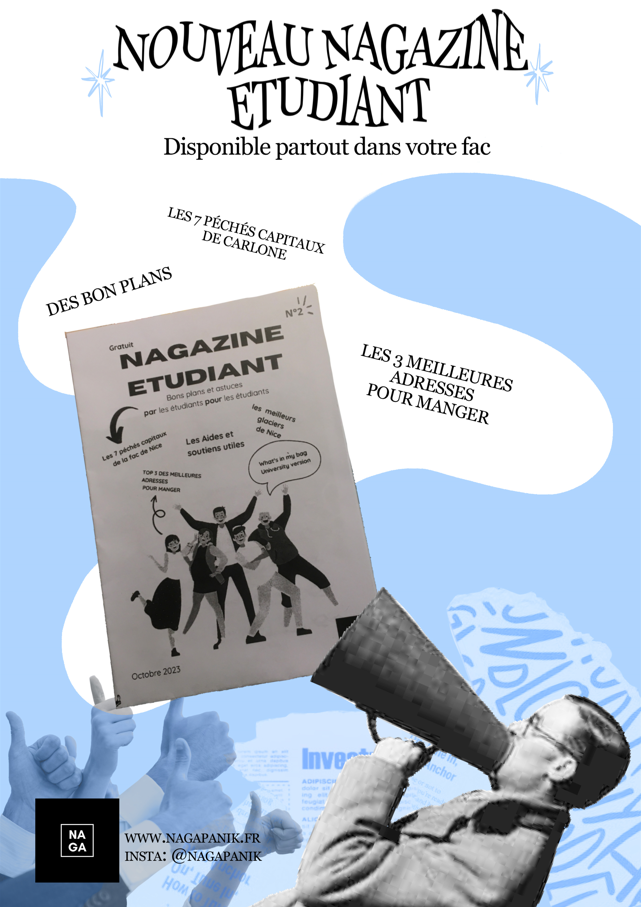 NOUVEAU NAGAZINE
ETUDIANT
Disponible partout dans votre fac
LES 7 PÉCHÉS CAPITAUX
DE CARLONE
DES BON PLANS
LES 3 MEILLEURES
ADRESSES
POUR MANGER
N°2
Gratuit
NAGAZINE
ETUDIANT
Bons plans et astuces
par les étudiants pour les étudiants
Les 7 péchés capitaux
de la fac de Nice
Les Aides et
soutiens utiles
les meilleurs
glaciers
de Nice
What's in my bag
University version
TOP 3 DES MEILLEURES
ADRESSES
POUR MANGER
Octobre 2023
Invest
ADIPISCI
NA
GA
WWW.NAGAPANIK.FR
INSTA: @NAGAPANIK